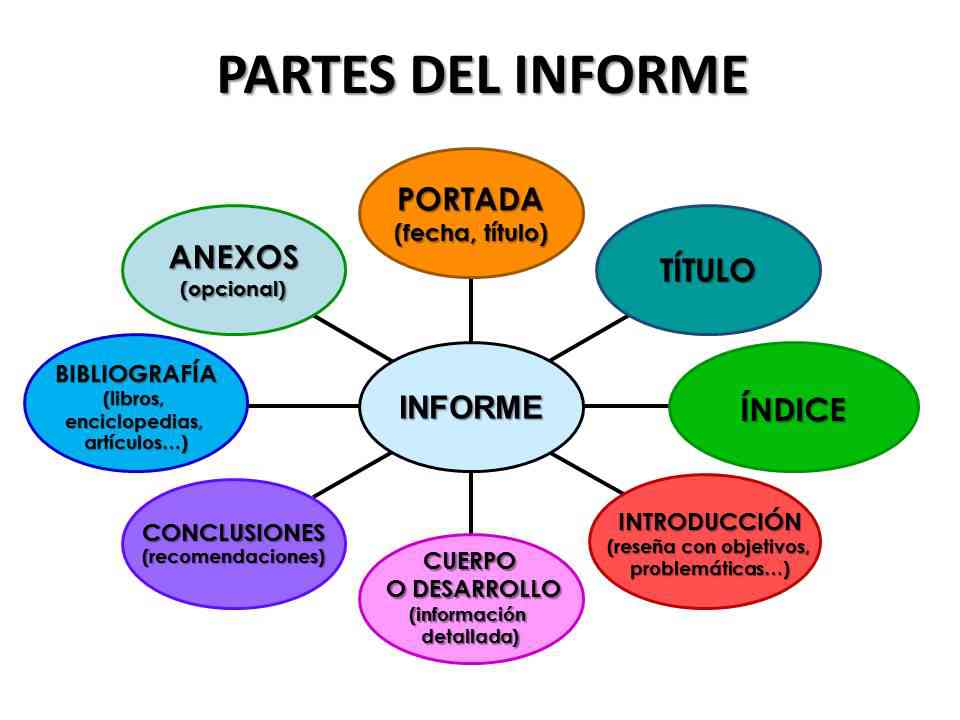 PARTES DEL INFORME
PORTADA
(fecha, título)
TÍTULO
ÍNDICE
INTRODUCCIÓN
(reseña con objetivos,
problemáticas...)
CUERPO
O DESARROLLO
(información
detallada)
CONCLUSIONES
(recomendaciones)
BIBLIOGRAFÍA
(libros,
enciclopedias,
artículos...)
ANEXOS
(opcional)
INFORME